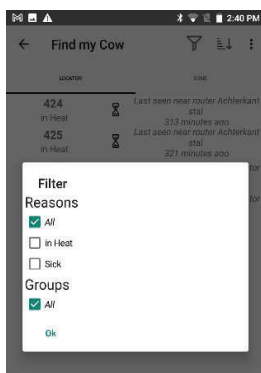 2:40 PM
Find my Cow
LOCATOR
424
in Heat
Last seen near router Achterkant
stal
313 minutes ago
425
in Heat
Last seen near router Achterkant
stal
321 minutes ago
Filter
Reasons
All
in Heat
Sick
Groups
All
Ok